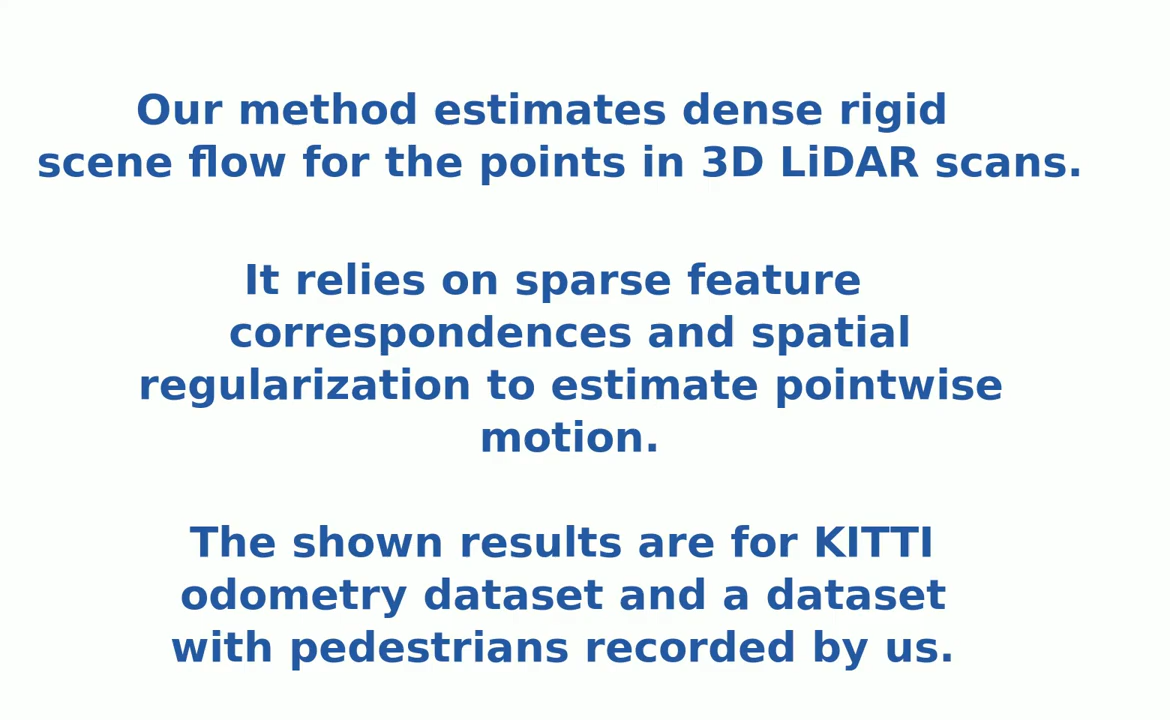 Our method estimates dense rigid
scene flow for the points in 3D LiDAR scans.
It relies on sparse feature
correspondences and spatial
regularization to estimate pointwise
motion.
The shown results are for KITTI
odometry dataset and a dataset
with pedestrians recorded by us.